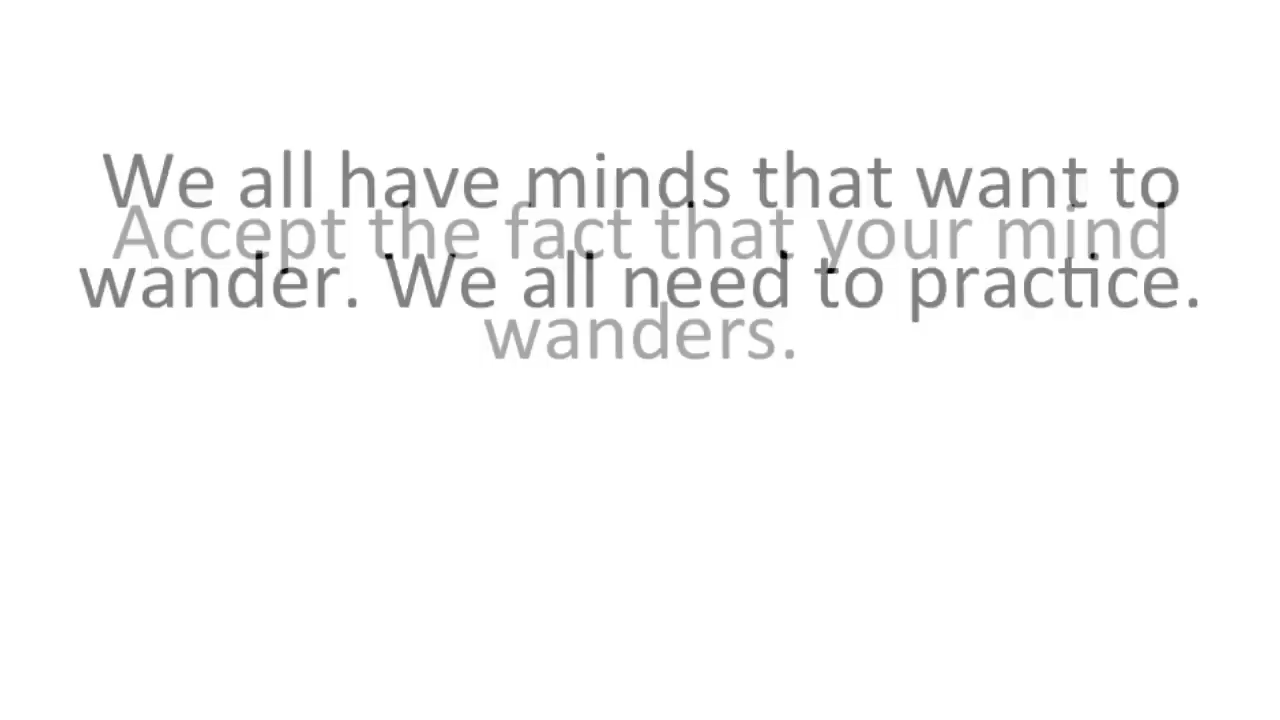 We all have minds that want to
Accept the fact that your mind
wander. We all need to practice.
wanders.